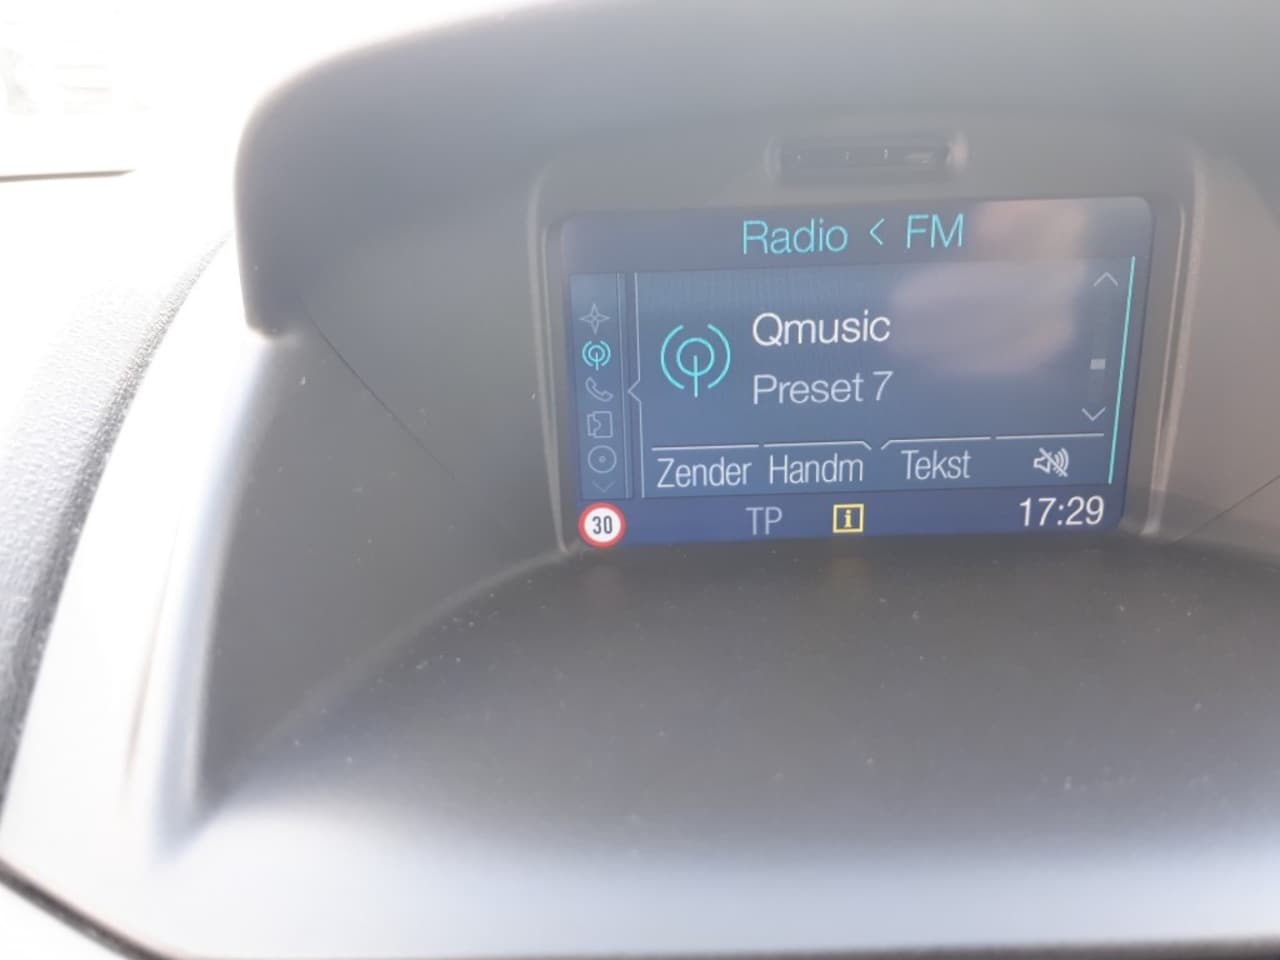 Radio < FM
Qmusic
Preset 7
Zender Handm Tekst
30 TP i 17:29